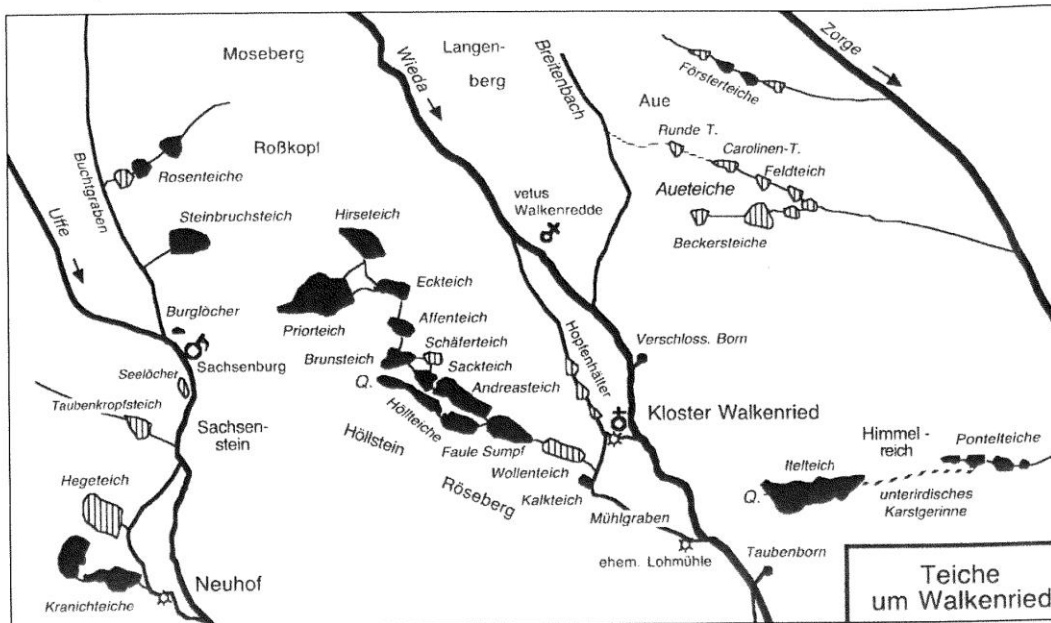 Moseberg
Wieda
Langen-
berg
Breitenbach
Zorge
Försterteiche
Aue
Runde T.
Carolinen-T.
Feldteich
Aueteiche
Beckersteiche
Buchtgraben
Roßkopf
Rosenteiche
Uffe
Steinbruchsteich
Hirseteich
vetus
Walkenredde
Eckteich
Priorteich
Affenteich
Burglöcher
Sachsenburg
Brunsteich
Schäferteich
Sackteich
Hopfenhälter
Verschloss. Born
Seelöcher
Q.
Andreasteich
Taubenkropfsteich
Sachsen-
stein
Höllteiche
Höllstein
Faule Sumpf
Kloster Walkenried
Himmel-
reich
Pontelteiche
Itelteich
Q.
unterirdisches
Karstgerinne
Hegeteich
Röseberg
Wollenteich
Kalkteich
Mühlgraben
ehem. Lohmühle
Taubenborn
Neuhof
Kranichteiche
Teiche
um Walkenried